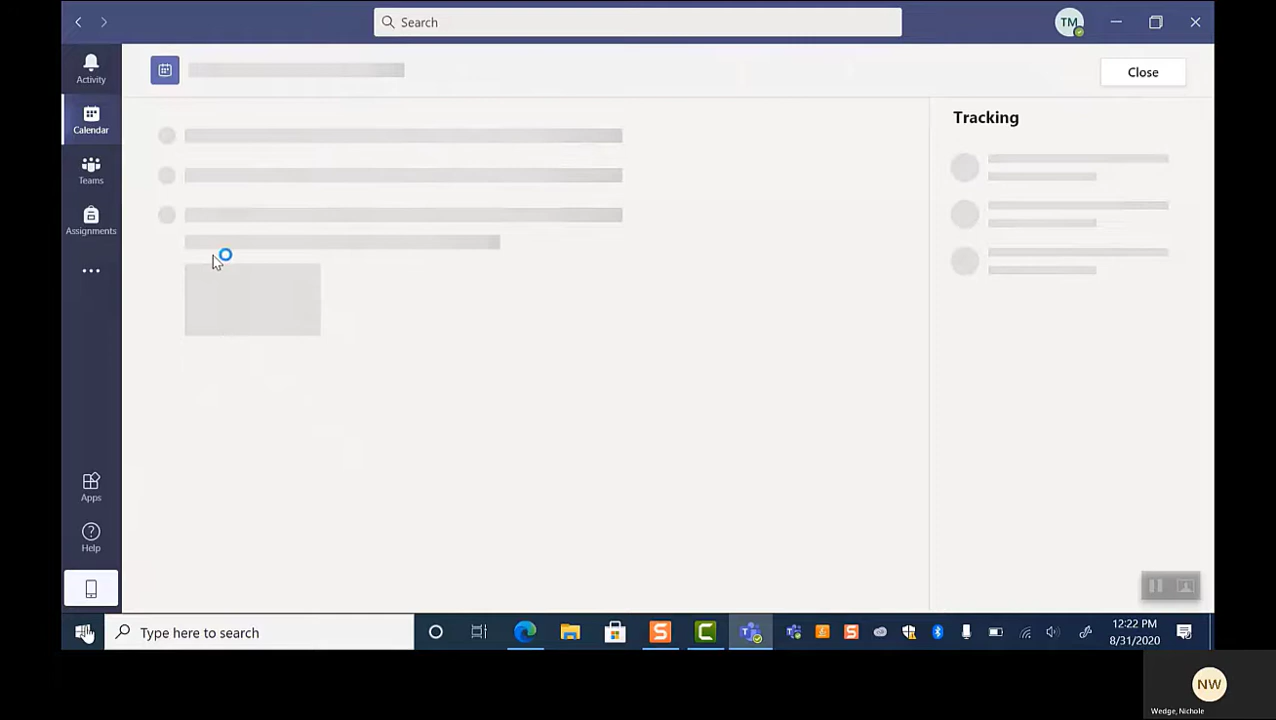 Search
TM
Activity
Close
Calendar
Tracking
Teams
Assignments
Apps
Help
Type here to search
12:22 PM
8/31/2020
NW
Wedge, Nichole